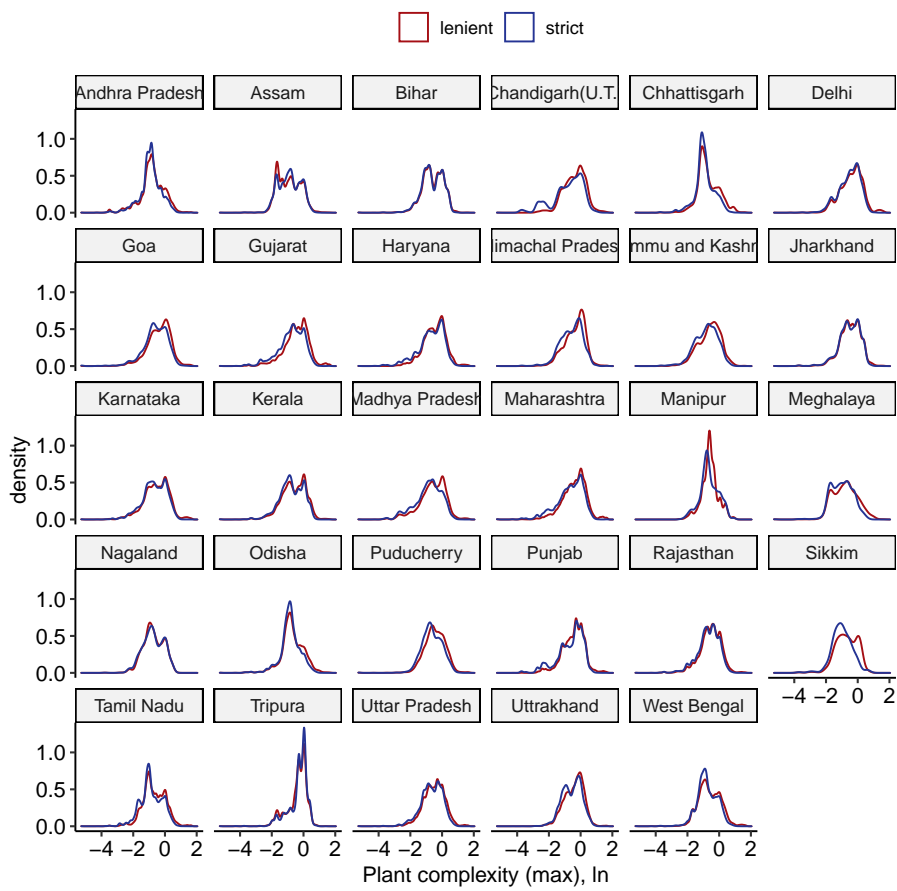 lenient strict
Andhra Pradesh Assam Bihar Chandigarh(U.T. Chhattisgarh Delhi
1.0
0.5
0.0
Goa Gujarat Haryana imachal Prades mmu and Kashm Jharkhand
1.0
0.5
0.0
Karnataka Kerala Madhya Pradesh Maharashtra Manipur Meghalaya
1.0
0.5
0.0
density
Nagaland Odisha Puducherry Punjab Rajasthan Sikkim
1.0
0.5
0.0
−4 −2 0 2
Tamil Nadu Tripura Uttar Pradesh Uttrakhand West Bengal
1.0
0.5
0.0
−4 −2 0 2 −4 −2 0 2 −4 −2 0 2 −4 −2 0 2 −4 −2 0 2
Plant complexity (max), ln